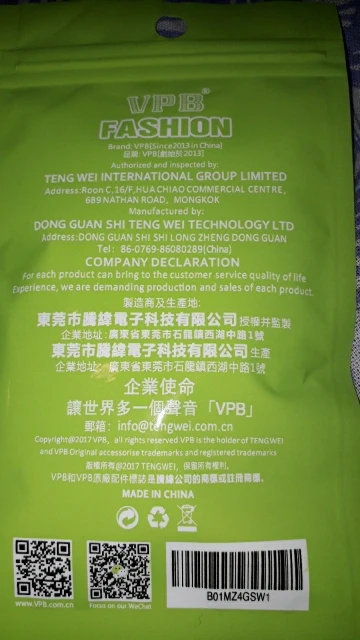 VPB®
FASHION
Brand: VPB[Since2013 in China]
品牌: VPB[創始於2013]
Authorized and inspected by:
TENG WEI INTERNATIONAL GROUP LIMITED
Address:Roon C,16/F,HUACHIAO COMMERCIAL CENTRE,
689 NATHAN ROAD, MONGKOK
Manufactured by:
DONG GUAN SHI TENG WEI TECHNOLOGY LTD
Address:DONG GUAN SHI SHI LONG ZHENG DONG GUAN
Tel: 86-0769-86080289(China)
COMPANY DECLARATION
For each product can bring to the customer service quality of life
Experience, we are demanding production and sales of each product.
製造商及生產地:
東莞市騰緯電子科技有限公司授權并監製
企業地址: 廣東省東莞市石龍鎮西湖中路1號
東莞市騰緯電子科技有限公司生產
企業地址: 廣東省東莞市石龍鎮西湖中路1號
企業使命
讓世界多一個聲音「VPB」
郵箱: info@tengwei.com.cn
Copyright@2017 VPB, all rights reserved.VPB is the holder of TENGWEI
and VPB Original accessorise trademarks and registered trademarks
版權所有@2017 TENGWEI, 保留所有權利.
VPB和VPB原廠配件標誌是騰緯公司的商標或註冊商標.
MADE IN CHINA
www.VPB.com.cn
Focus on our WeChat
B01MZ4GSW1